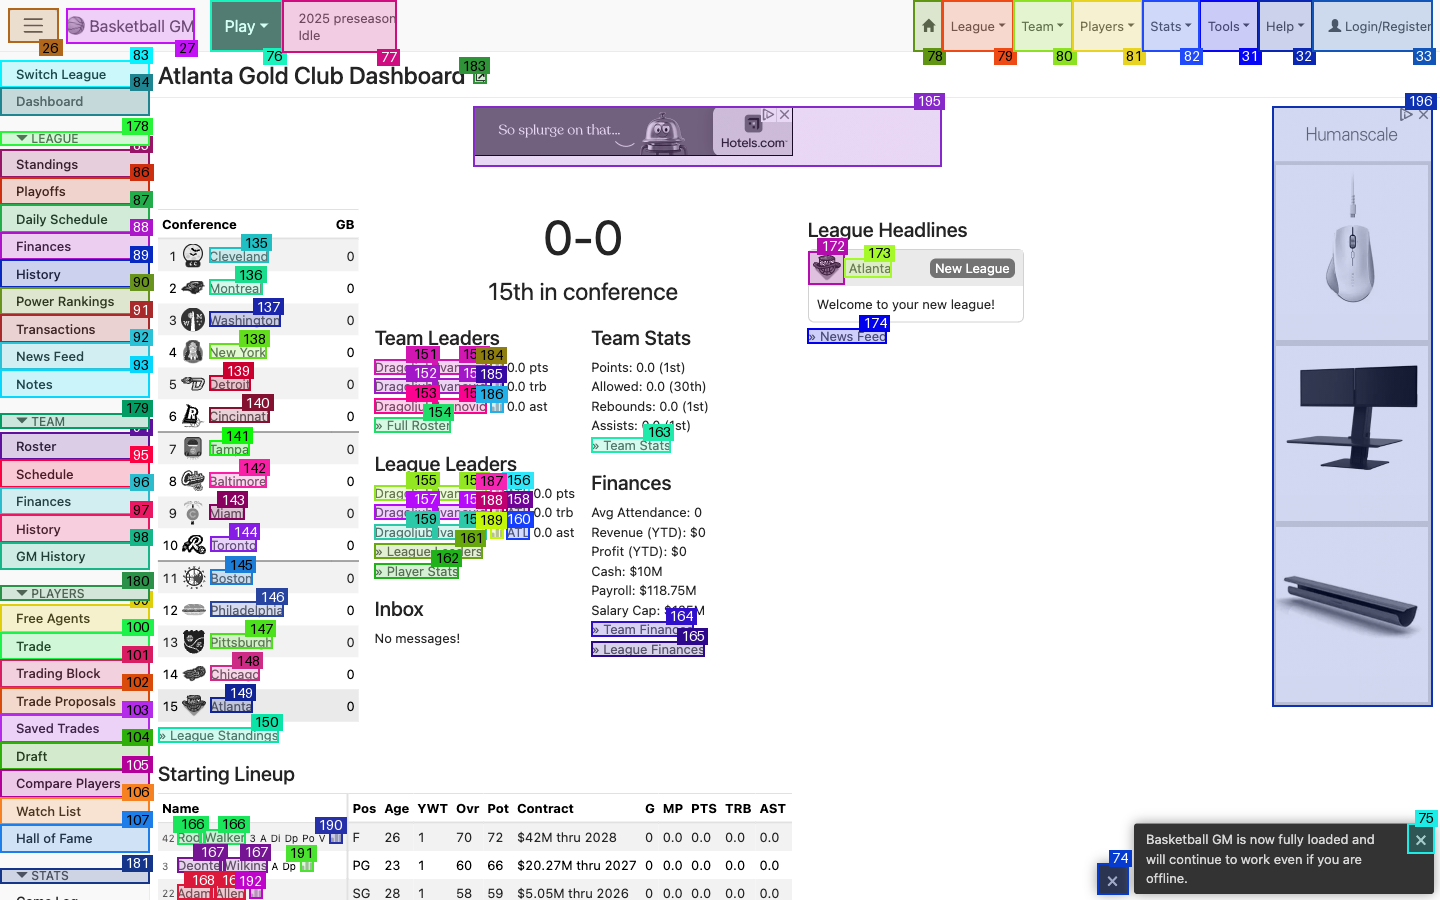 Basketball GM
Play
2025 preseason
Idle
League
Team
Players
Stats
Tools
Help
Login/Register
26
27
76
77
78
79
80
81
82
31
32
33
Switch League
83
Dashboard
84
Atlanta Gold Club Dashboard
183
195
196
So splurge on that...
Hotels.com
Humanscale
178
LEAGUE
Standings
86
Playoffs
87
Daily Schedule
88
Finances
89
History
90
Power Rankings
91
Transactions
92
News Feed
93
Notes
179
TEAM
Roster
95
Schedule
96
Finances
97
History
98
GM History
180
PLAYERS
Free Agents
100
Trade
101
Trading Block
102
Trade Proposals
103
Saved Trades
104
Draft
105
Compare Players
106
Watch List
107
Hall of Fame
181
STATS
Conference GB
135
1 Cleveland 0
136
2 Montreal 0
137
3 Washington 0
138
4 New York 0
139
5 Detroit 0
140
6 Cincinnati 0
141
7 Tampa 0
142
8 Baltimore 0
143
9 Miami 0
144
10 Toronto 0
145
11 Boston 0
146
12 Philadelphia 0
147
13 Pittsburgh 0
148
14 Chicago 0
149
15 Atlanta 0
150
» League Standings
0-0
15th in conference
Team Leaders
151 184
0.0 pts
152 185
0.0 trb
153 186
0.0 ast
154
» Full Roster
League Leaders
155 187 156
0.0 pts
157 188 158
0.0 trb
159 189 160
Dragoljub ATL 0.0 ast
161
» League Leaders
162
» Player Stats
Inbox
No messages!
Team Stats
Points: 0.0 (1st)
Allowed: 0.0 (30th)
Rebounds: 0.0 (1st)
Assists: 0.0 (1st)
163
» Team Stats
Finances
Avg Attendance: 0
Revenue (YTD): $0
Profit (YTD): $0
Cash: $10M
Payroll: $118.75M
Salary Cap:
164
» Team Finances
165
» League Finances
League Headlines
172 173
Atlanta New League
Welcome to your new league!
174
» News Feed
Starting Lineup
Name Pos Age YWT Ovr Pot Contract G MP PTS TRB AST
166 166 190
42 Rod Walker 3 A Di Dp Po V F 26 1 70 72 $42M thru 2028 0 0.0 0.0 0.0 0.0
167 167 191
3 Deonte Wilkins A Dp PG 23 1 60 66 $20.27M thru 2027 0 0.0 0.0 0.0 0.0
168 192
22 Adam Allen SG 28 1 58 59 $5.05M thru 2026 0 0.0 0.0 0.0 0.0
75
Basketball GM is now fully loaded and
will continue to work even if you are
offline.
74